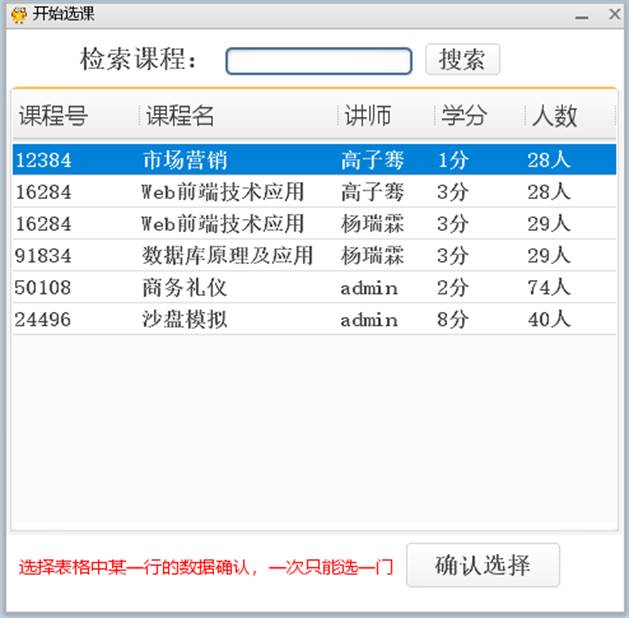 开始选课
检索课程： 搜索
课程号 课程名 讲师 学分 人数
12384 市场营销 高子骞 1分 28人
16284 Web前端技术应用 高子骞 3分 28人
16284 Web前端技术应用 杨瑞霖 3分 29人
91834 数据库原理及应用 杨瑞霖 3分 29人
50108 商务礼仪 admin 2分 74人
24496 沙盘模拟 admin 8分 40人
选择表格中某一行的数据确认，一次只能选一门 确认选择